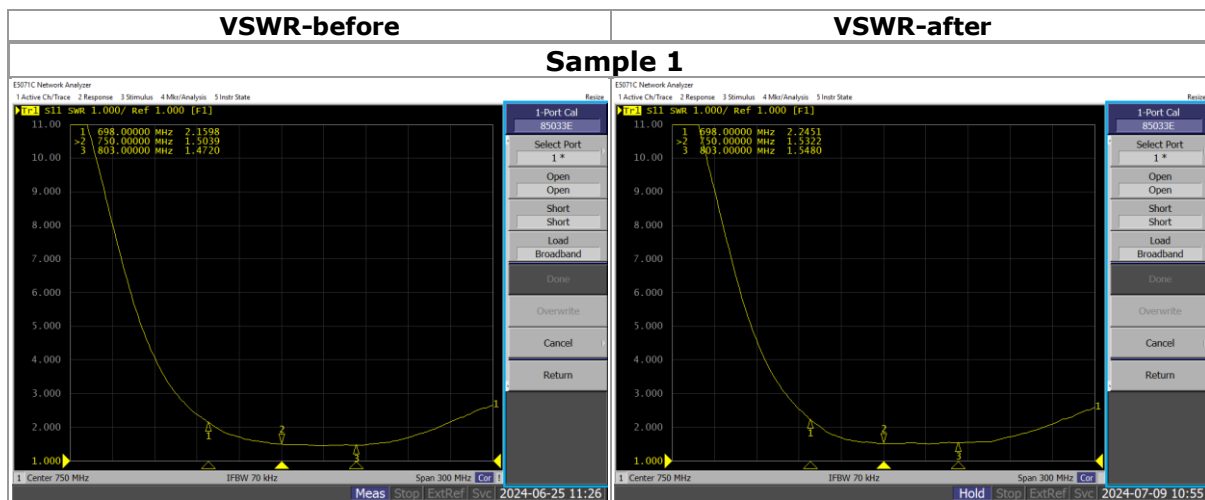 VSWR-before VSWR-after
Sample 1
E5071C Network Analyzer
1 Active Ch/Trace 2 Response 3 Stimulus 4 Mkr/Analysis 5 Instr State Resize
Tr1 S11 SWR 1.000/ Ref 1.000 [F1]
1 698.00000 MHz 2.1598
>2 750.00000 MHz 1.5039
3 803.00000 MHz 1.4720
11.00
10.00
9.000
8.000
7.000
6.000
5.000
4.000
3.000
2.000
1.000
1
2
3
1
1-Port Cal
85033E
Select Port
1 *
Open
Open
Short
Short
Load
Broadband
Done
Overwrite
Cancel
Return
1 Center 750 MHz IFBW 70 kHz Span 300 MHz Cor !
Meas Stop ExtRef Svc 2024-06-25 11:26
E5071C Network Analyzer
1 Active Ch/Trace 2 Response 3 Stimulus 4 Mkr/Analysis 5 Instr State Resize
Tr1 S11 SWR 1.000/ Ref 1.000 [F1]
1 698.00000 MHz 2.2451
>2 750.00000 MHz 1.5322
3 803.00000 MHz 1.5480
11.00
10.00
9.000
8.000
7.000
6.000
5.000
4.000
3.000
2.000
1.000
1
2
3
1
1-Port Cal
85033E
Select Port
1 *
Open
Open
Short
Short
Load
Broadband
Done
Overwrite
Cancel
Return
1 Center 750 MHz IFBW 70 kHz Span 300 MHz Cor
Hold Stop ExtRef Svc 2024-07-09 10:55